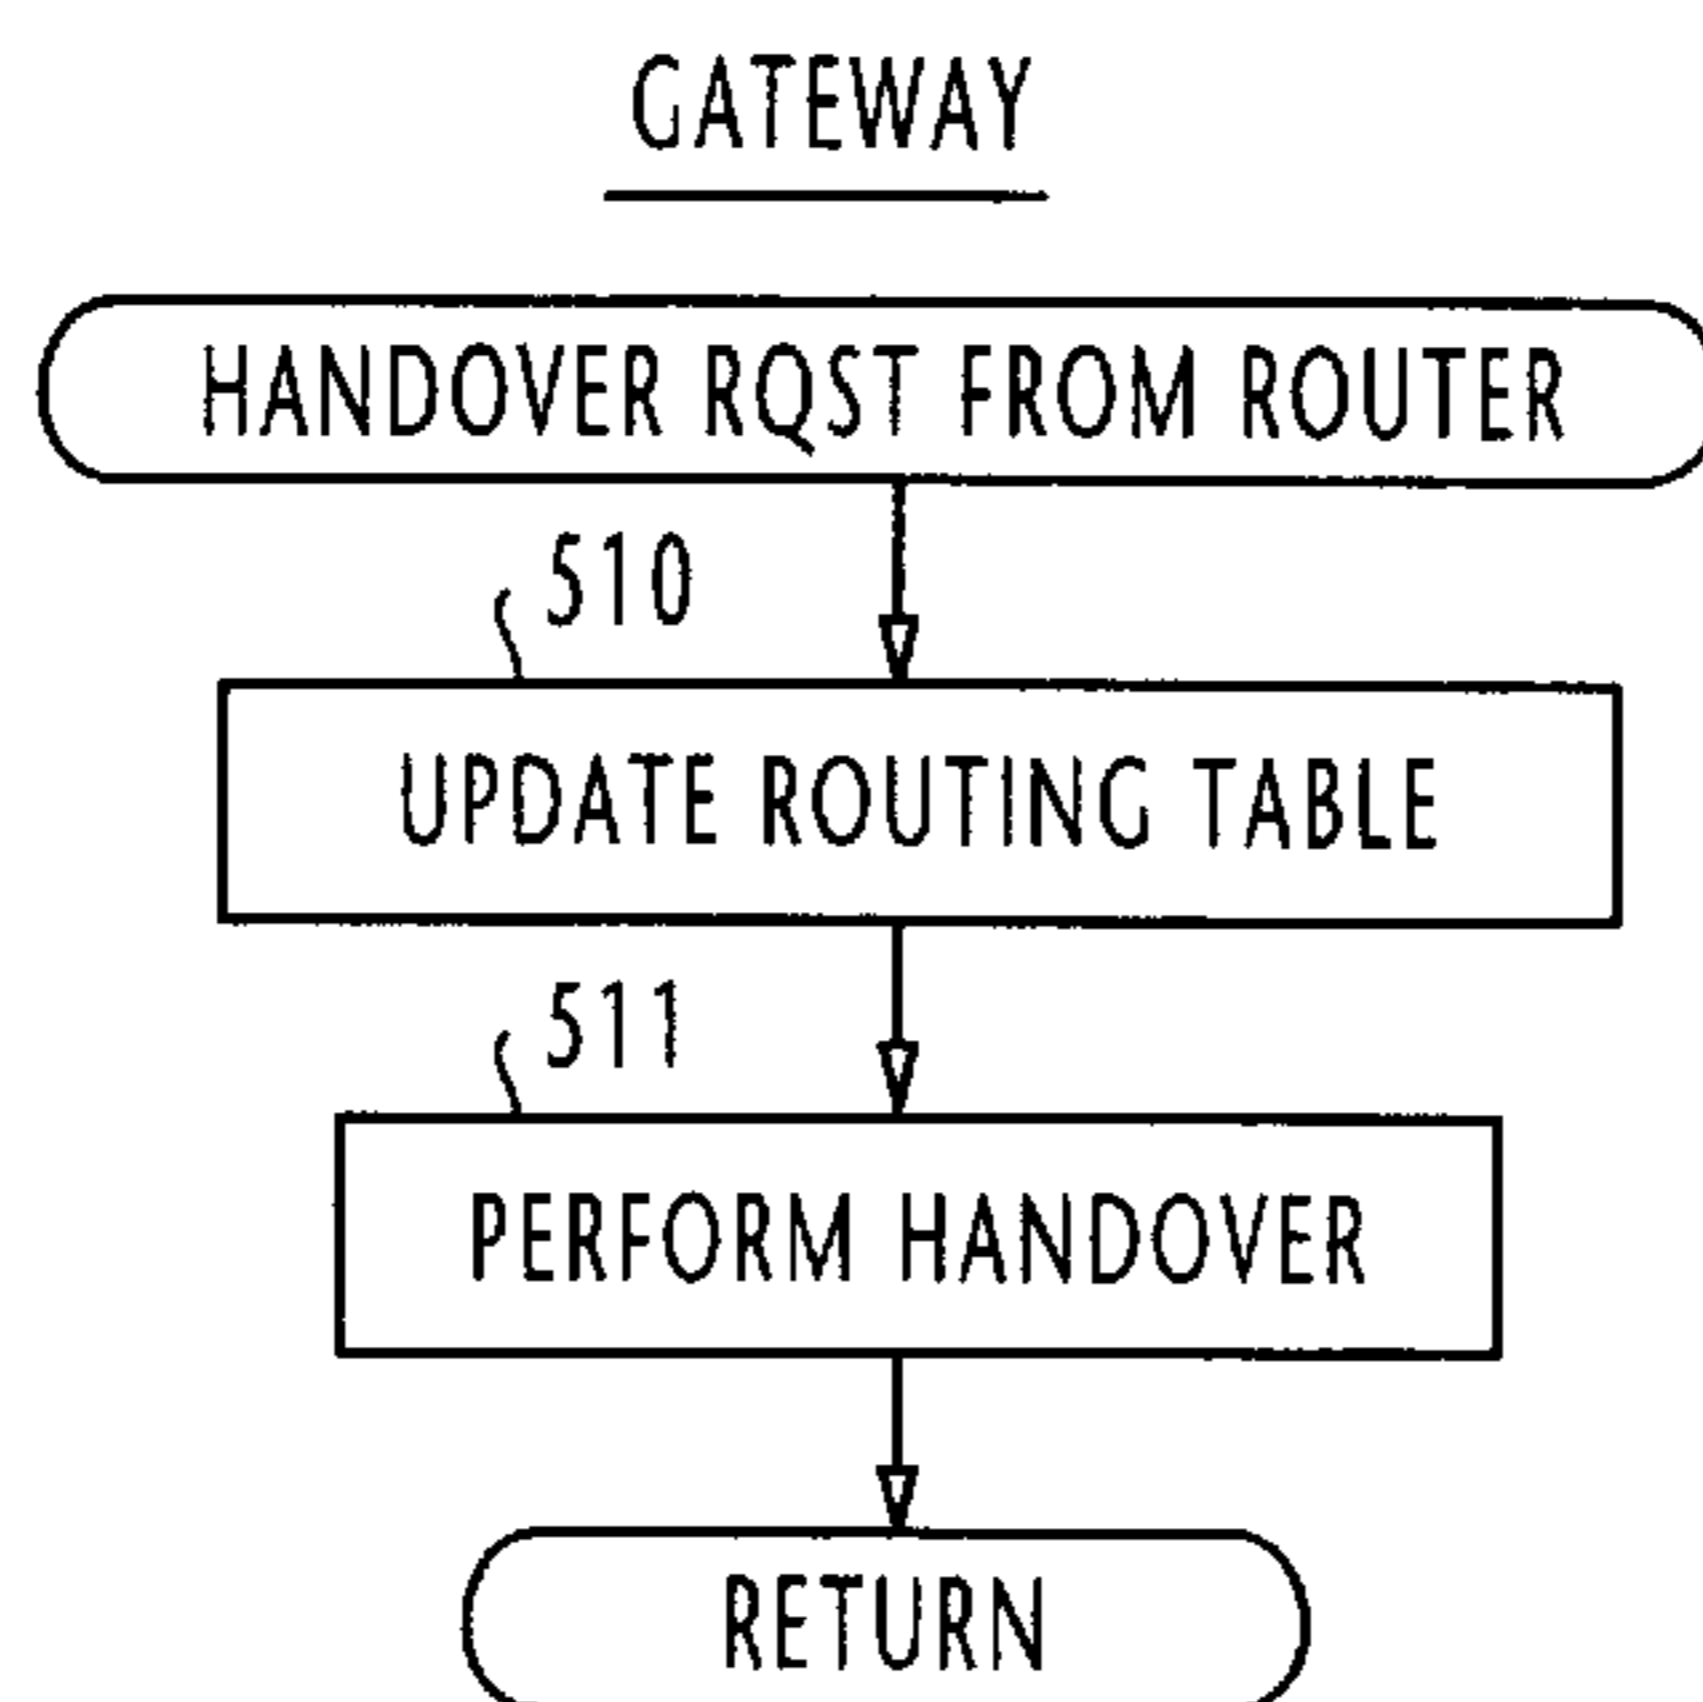 GATEWAY
HANDOVER RQST FROM ROUTER
510
UPDATE ROUTING TABLE
511
PERFORM HANDOVER
RETURN